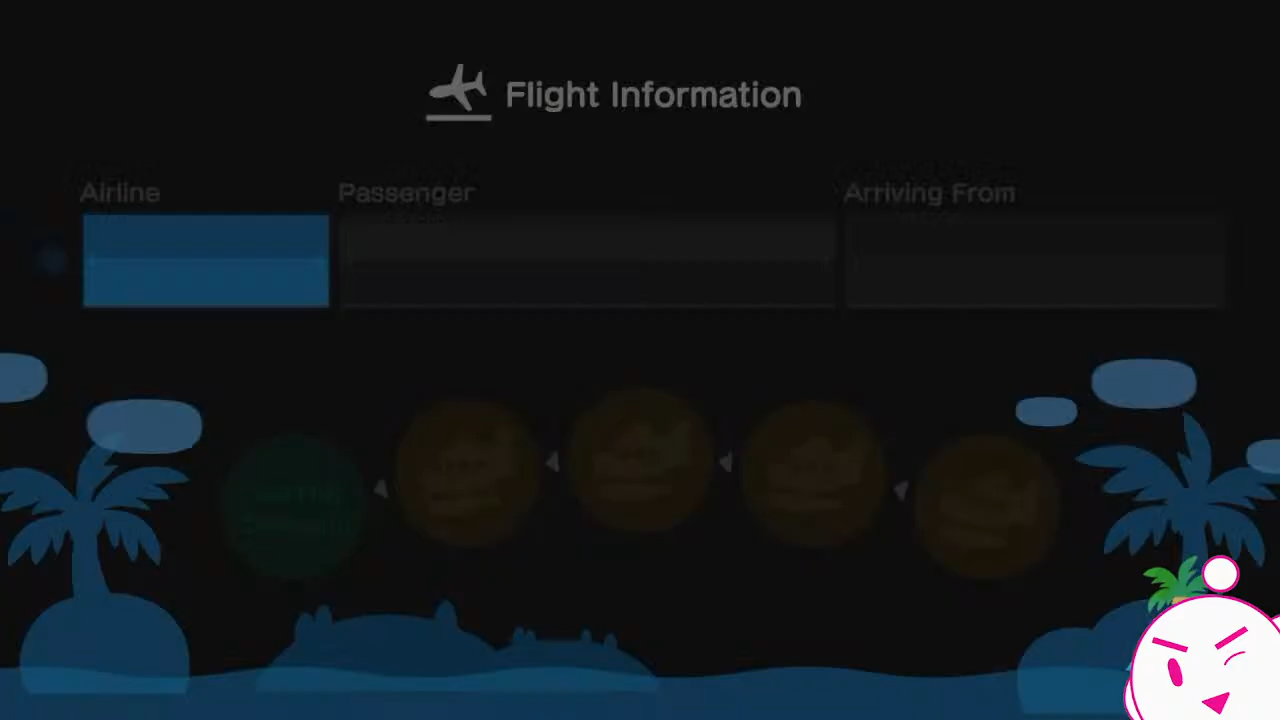 Flight Information
Airline
Passenger
Arriving From